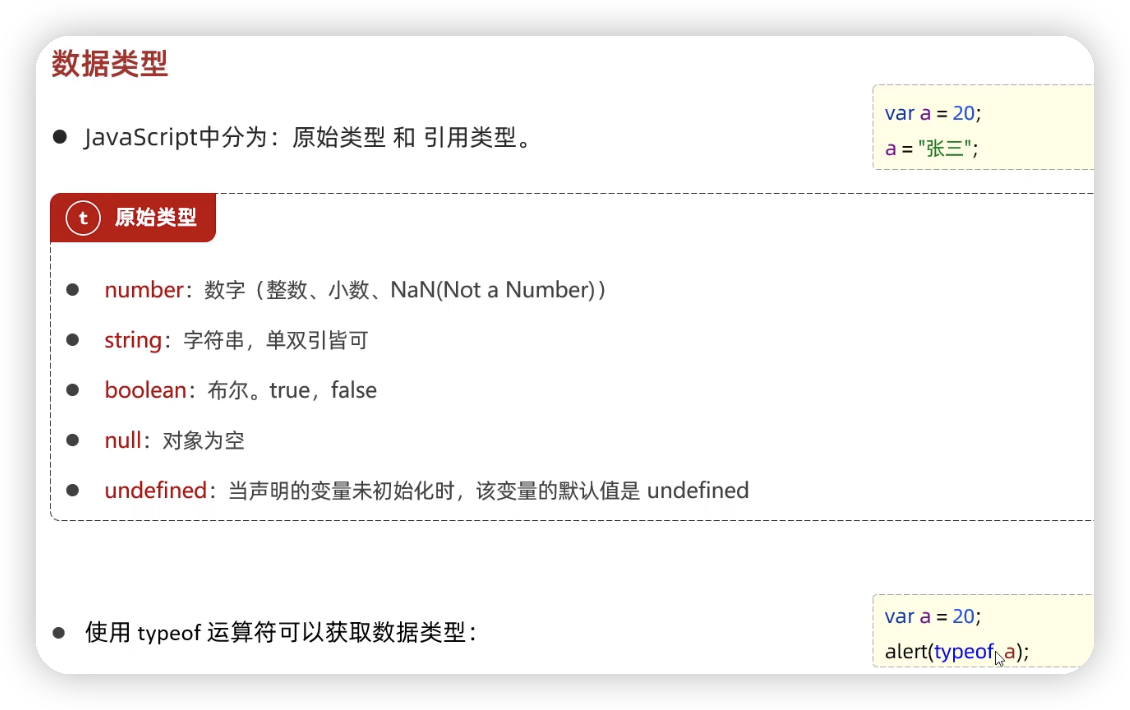 数据类型
JavaScript中分为：原始类型 和 引用类型。
var a = 20;
a = "张三";
t 原始类型
number：数字（整数、小数、NaN(Not a Number)）
string：字符串，单双引皆可
boolean：布尔。true，false
null：对象为空
undefined：当声明的变量未初始化时，该变量的默认值是 undefined
使用 typeof 运算符可以获取数据类型：
var a = 20;
alert(typeof a);